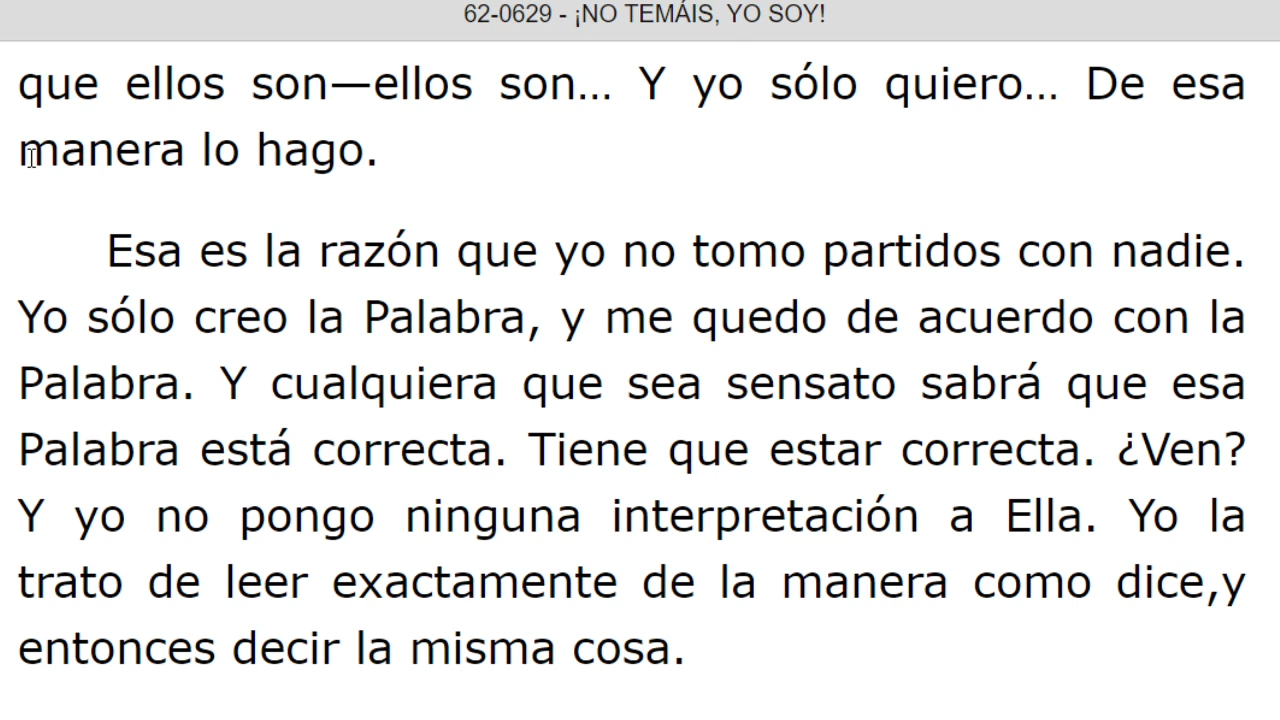 62-0629 - ¡NO TEMÁIS, YO SOY!
que ellos son—ellos son… Y yo sólo quiero… De esa
manera lo hago.
Esa es la razón que yo no tomo partidos con nadie.
Yo sólo creo la Palabra, y me quedo de acuerdo con la
Palabra. Y cualquiera que sea sensato sabrá que esa
Palabra está correcta. Tiene que estar correcta. ¿Ven?
Y yo no pongo ninguna interpretación a Ella. Yo la
trato de leer exactamente de la manera como dice,y
entonces decir la misma cosa.